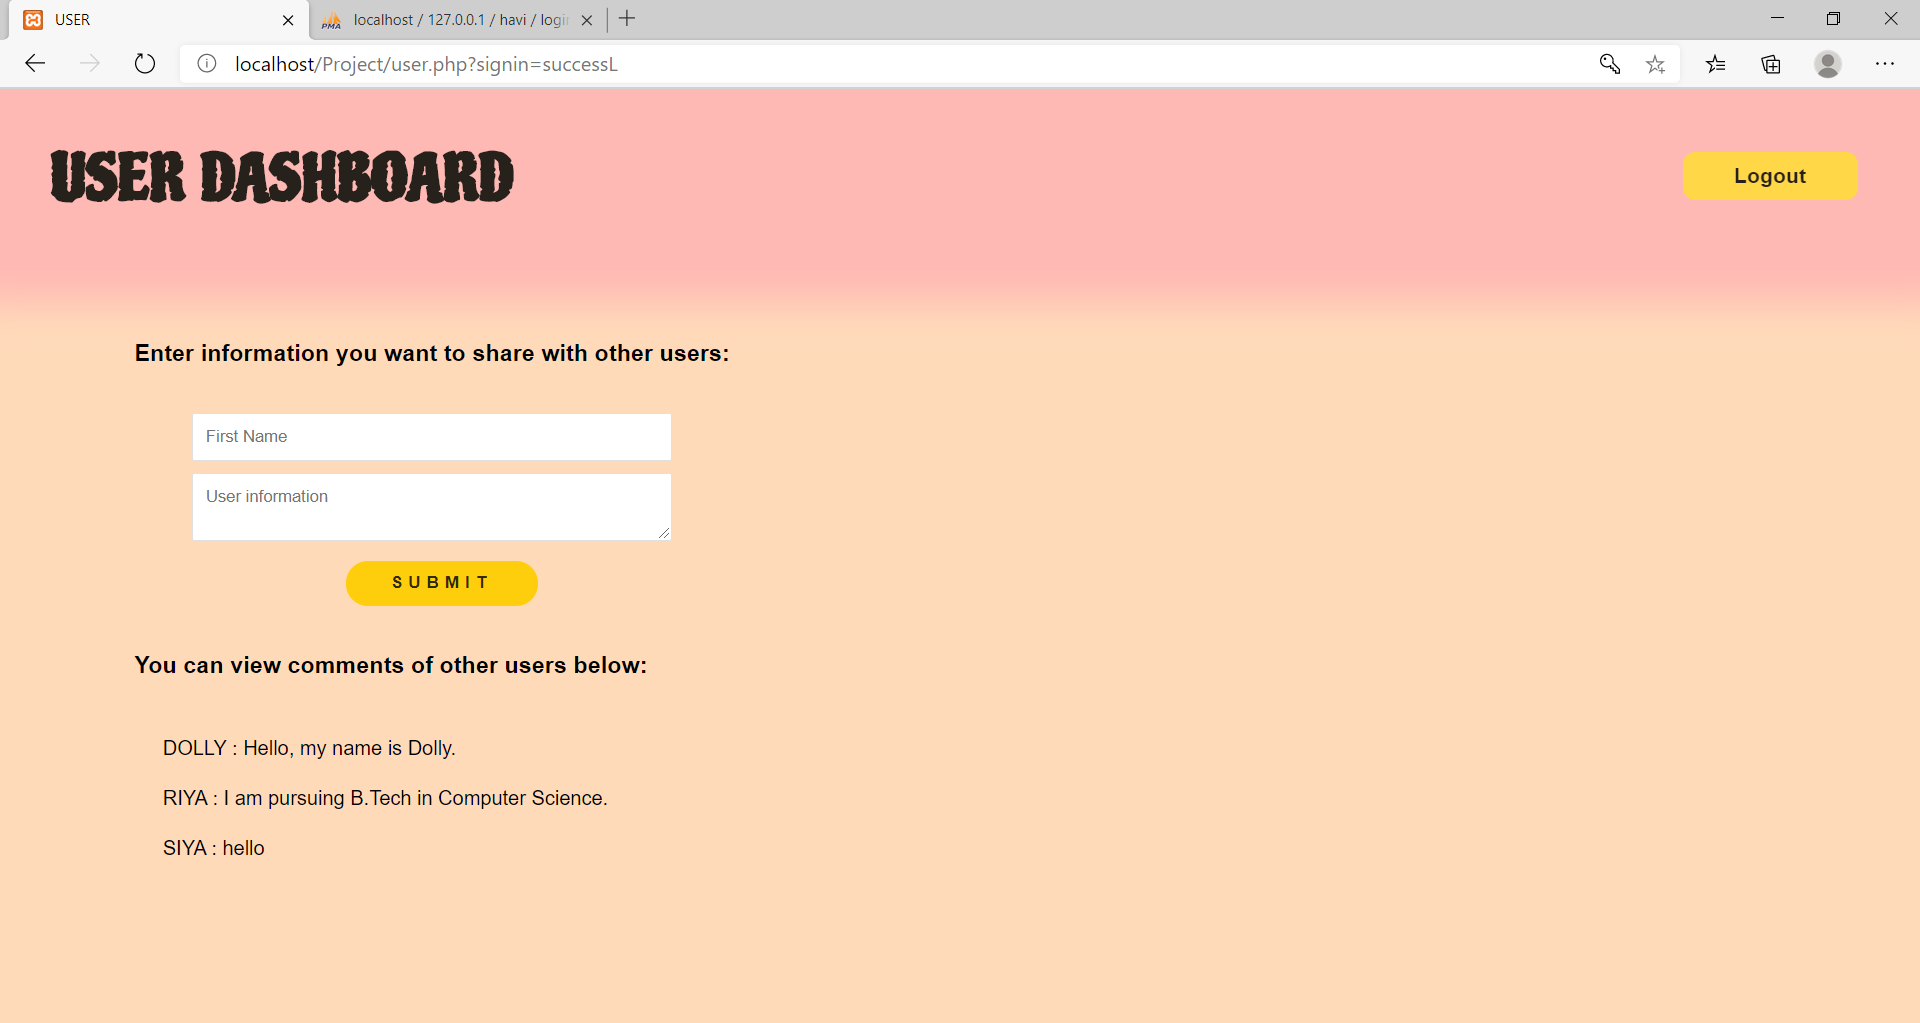 USER
localhost / 127.0.0.1 / havi / login
PMA
localhost/Project/user.php?signin=successL
USER DASHBOARD
Logout
Enter information you want to share with other users:
First Name
User information
SUBMIT
You can view comments of other users below:
DOLLY : Hello, my name is Dolly.
RIYA : I am pursuing B.Tech in Computer Science.
SIYA : hello